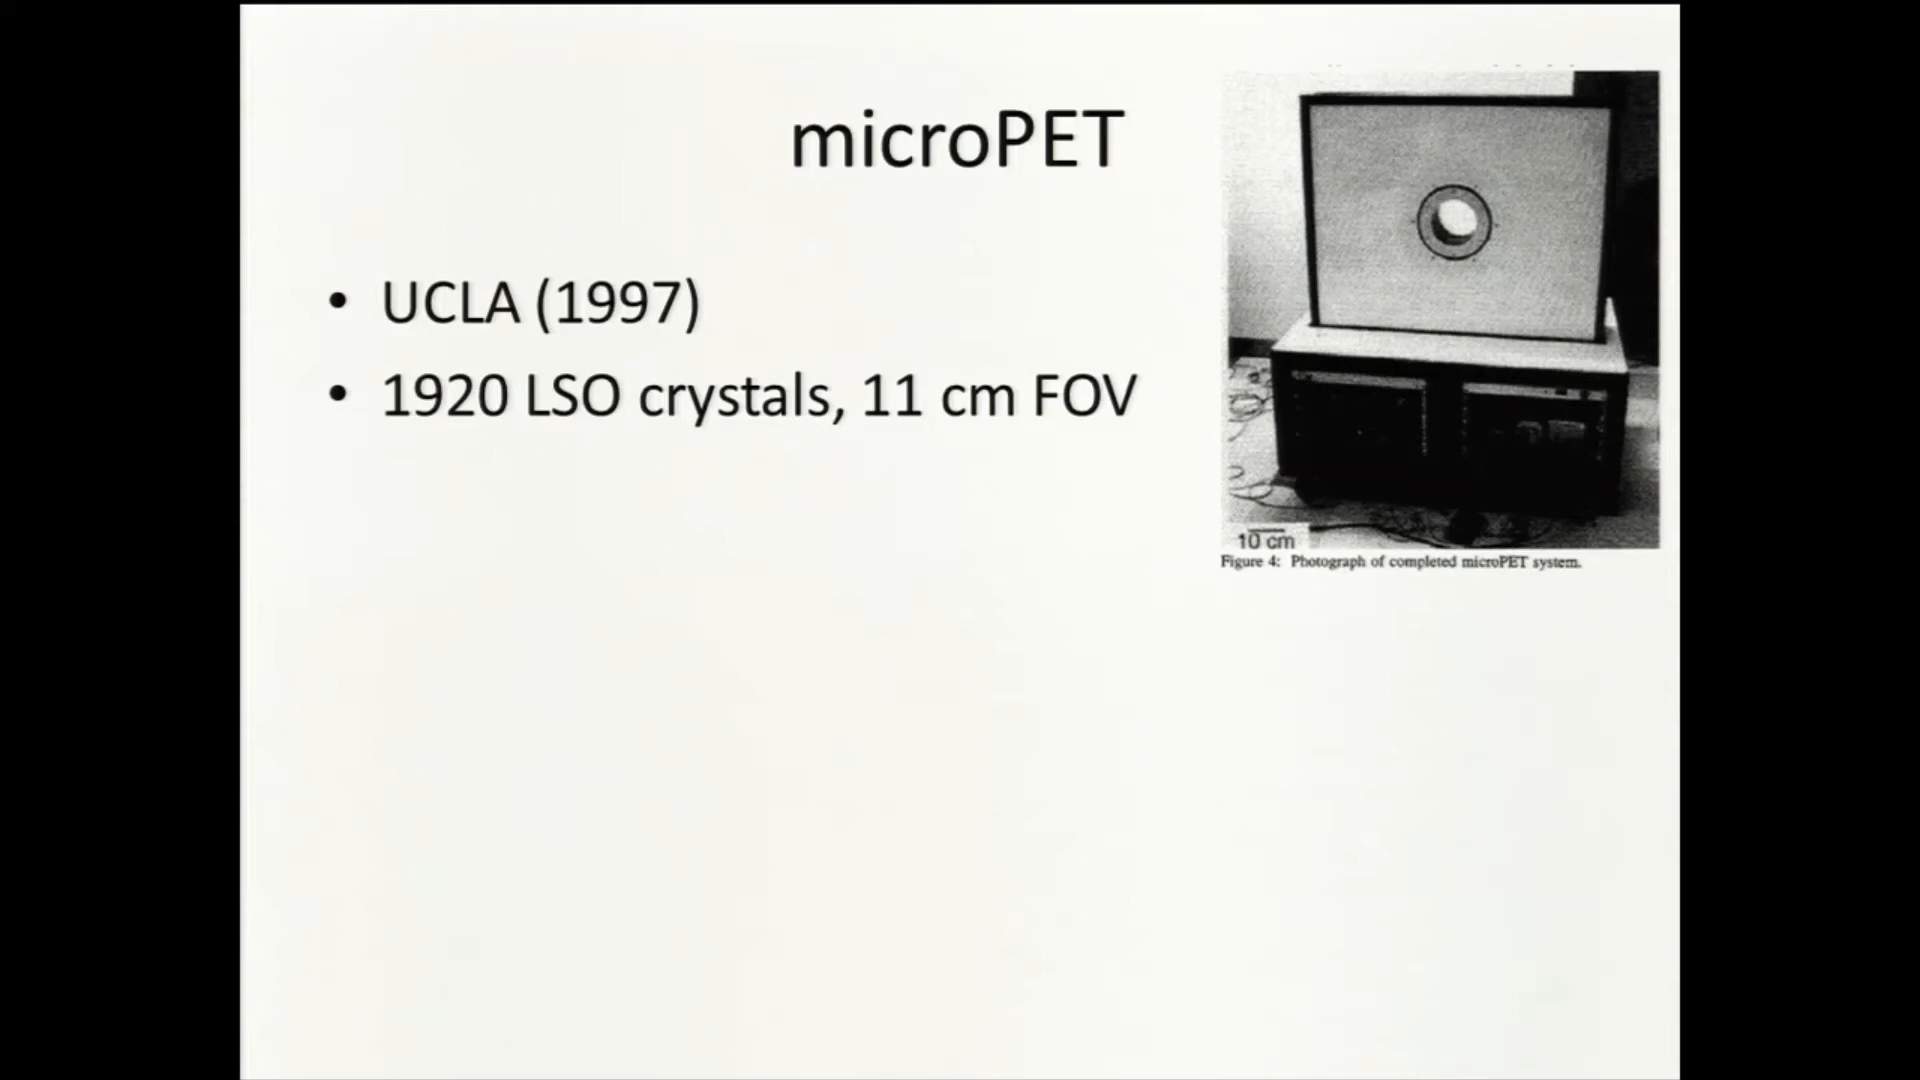 microPET
• UCLA (1997)
• 1920 LSO crystals, 11 cm FOV
10 cm
Figure 4: Photograph of completed microPET system.